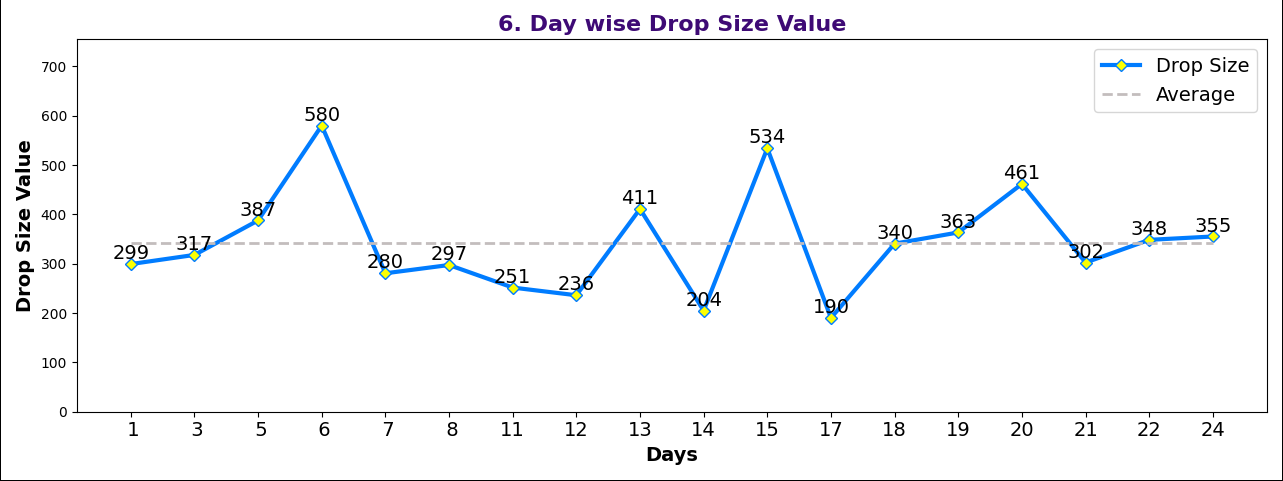 6. Day wise Drop Size Value
Drop Size
Average
Drop Size Value
700
600
500
400
300
200
100
0
299 317 387 580 280 297 251 236 411 204 534 190 340 363 461 302 348 355
1 3 5 6 7 8 11 12 13 14 15 17 18 19 20 21 22 24
Days